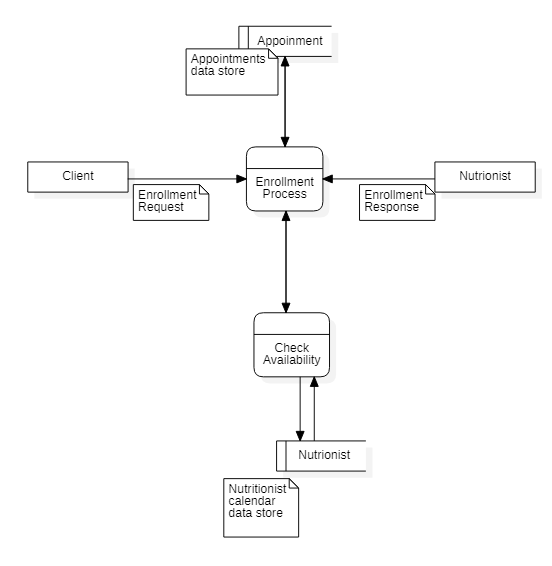 Appoinment
Appointments
data store
Client
Enrollment
Request
Enrollment
Process
Enrollment
Response
Nutrionist
Check
Availability
Nutrionist
Nutritionist
calendar
data store